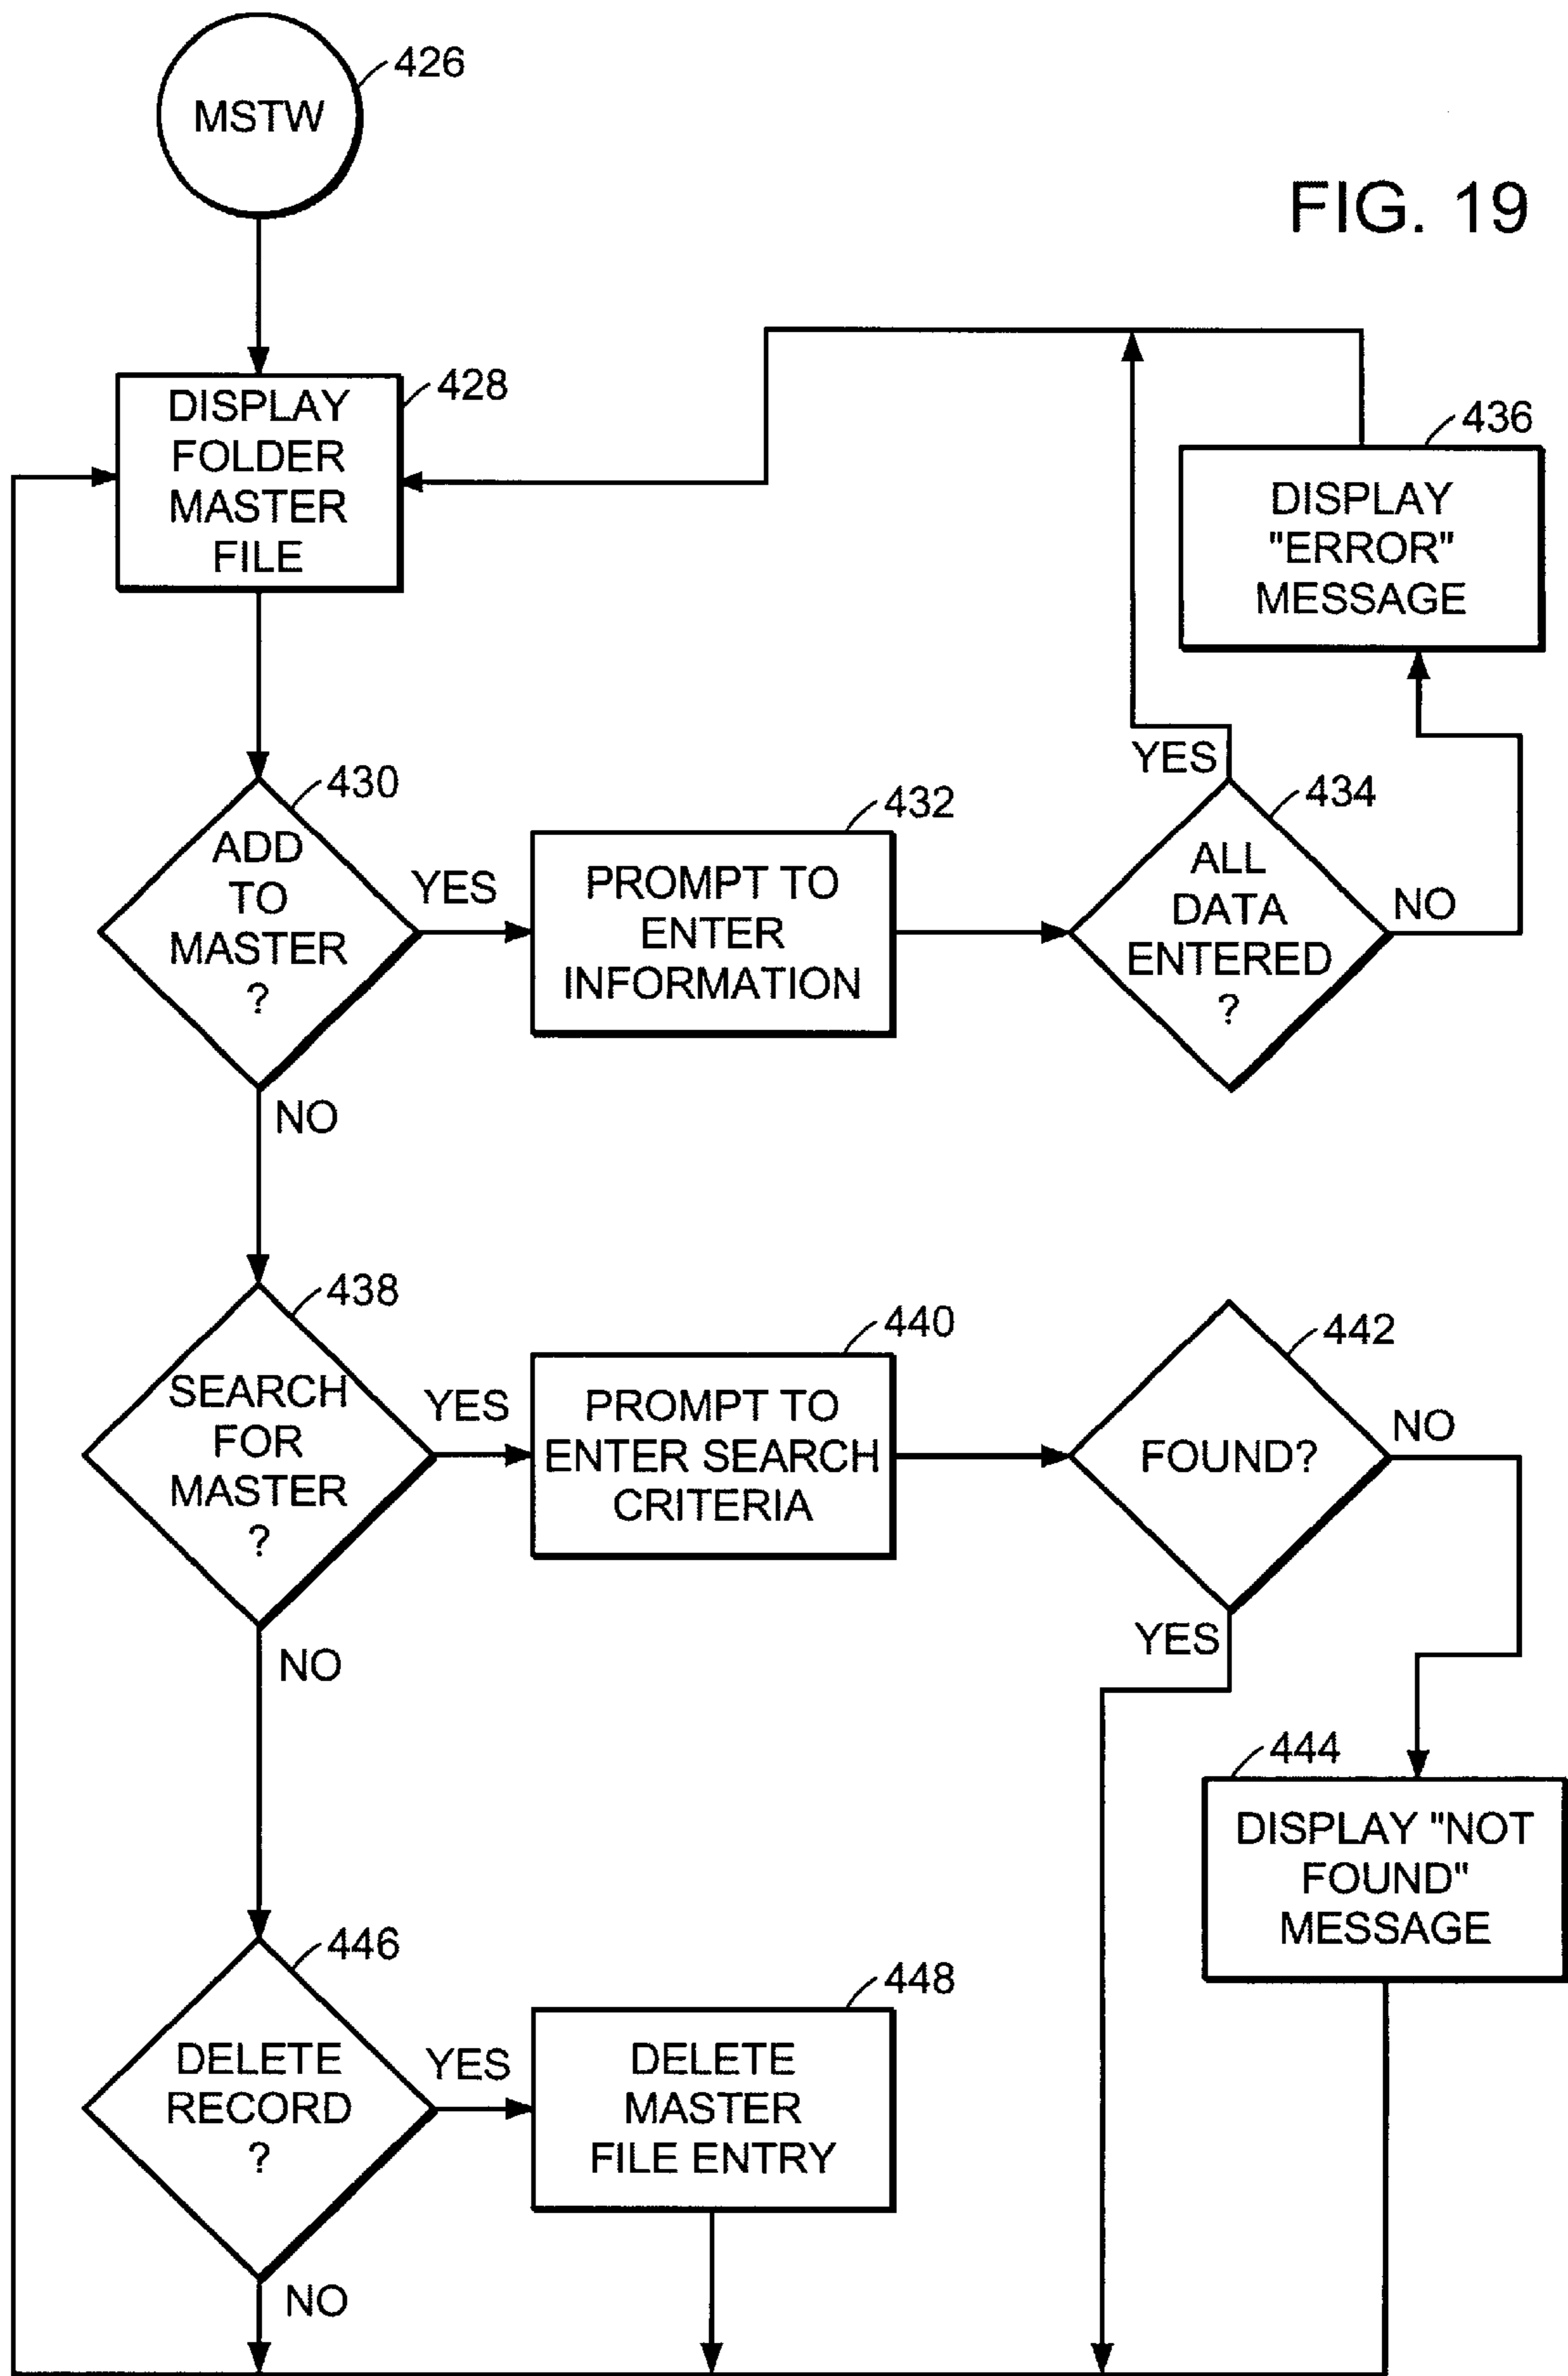 426
MSTW
FIG. 19
428
DISPLAY
FOLDER
MASTER
FILE
436
DISPLAY
"ERROR"
MESSAGE
430
ADD
TO
MASTER
?
YES
432
PROMPT TO
ENTER
INFORMATION
YES
434
ALL
DATA
ENTERED
?
NO
NO
438
SEARCH
FOR
MASTER
?
YES
440
PROMPT TO
ENTER SEARCH
CRITERIA
442
FOUND?
NO
YES
NO
444
DISPLAY "NOT
FOUND"
MESSAGE
446
DELETE
RECORD
?
YES
448
DELETE
MASTER
FILE ENTRY
NO